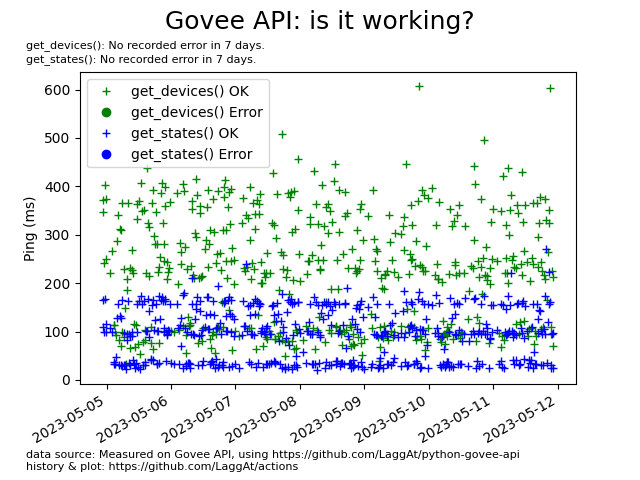 Govee API: is it working?
get_devices(): No recorded error in 7 days.
get_states(): No recorded error in 7 days.
get_devices() OK
get_devices() Error
get_states() OK
get_states() Error
Ping (ms)
600
500
400
300
200
100
0
2023-05-05
2023-05-06
2023-05-07
2023-05-08
2023-05-09
2023-05-10
2023-05-11
2023-05-12
data source: Measured on Govee API, using https://github.com/LaggAt/python-govee-api
history & plot: https://github.com/LaggAt/actions